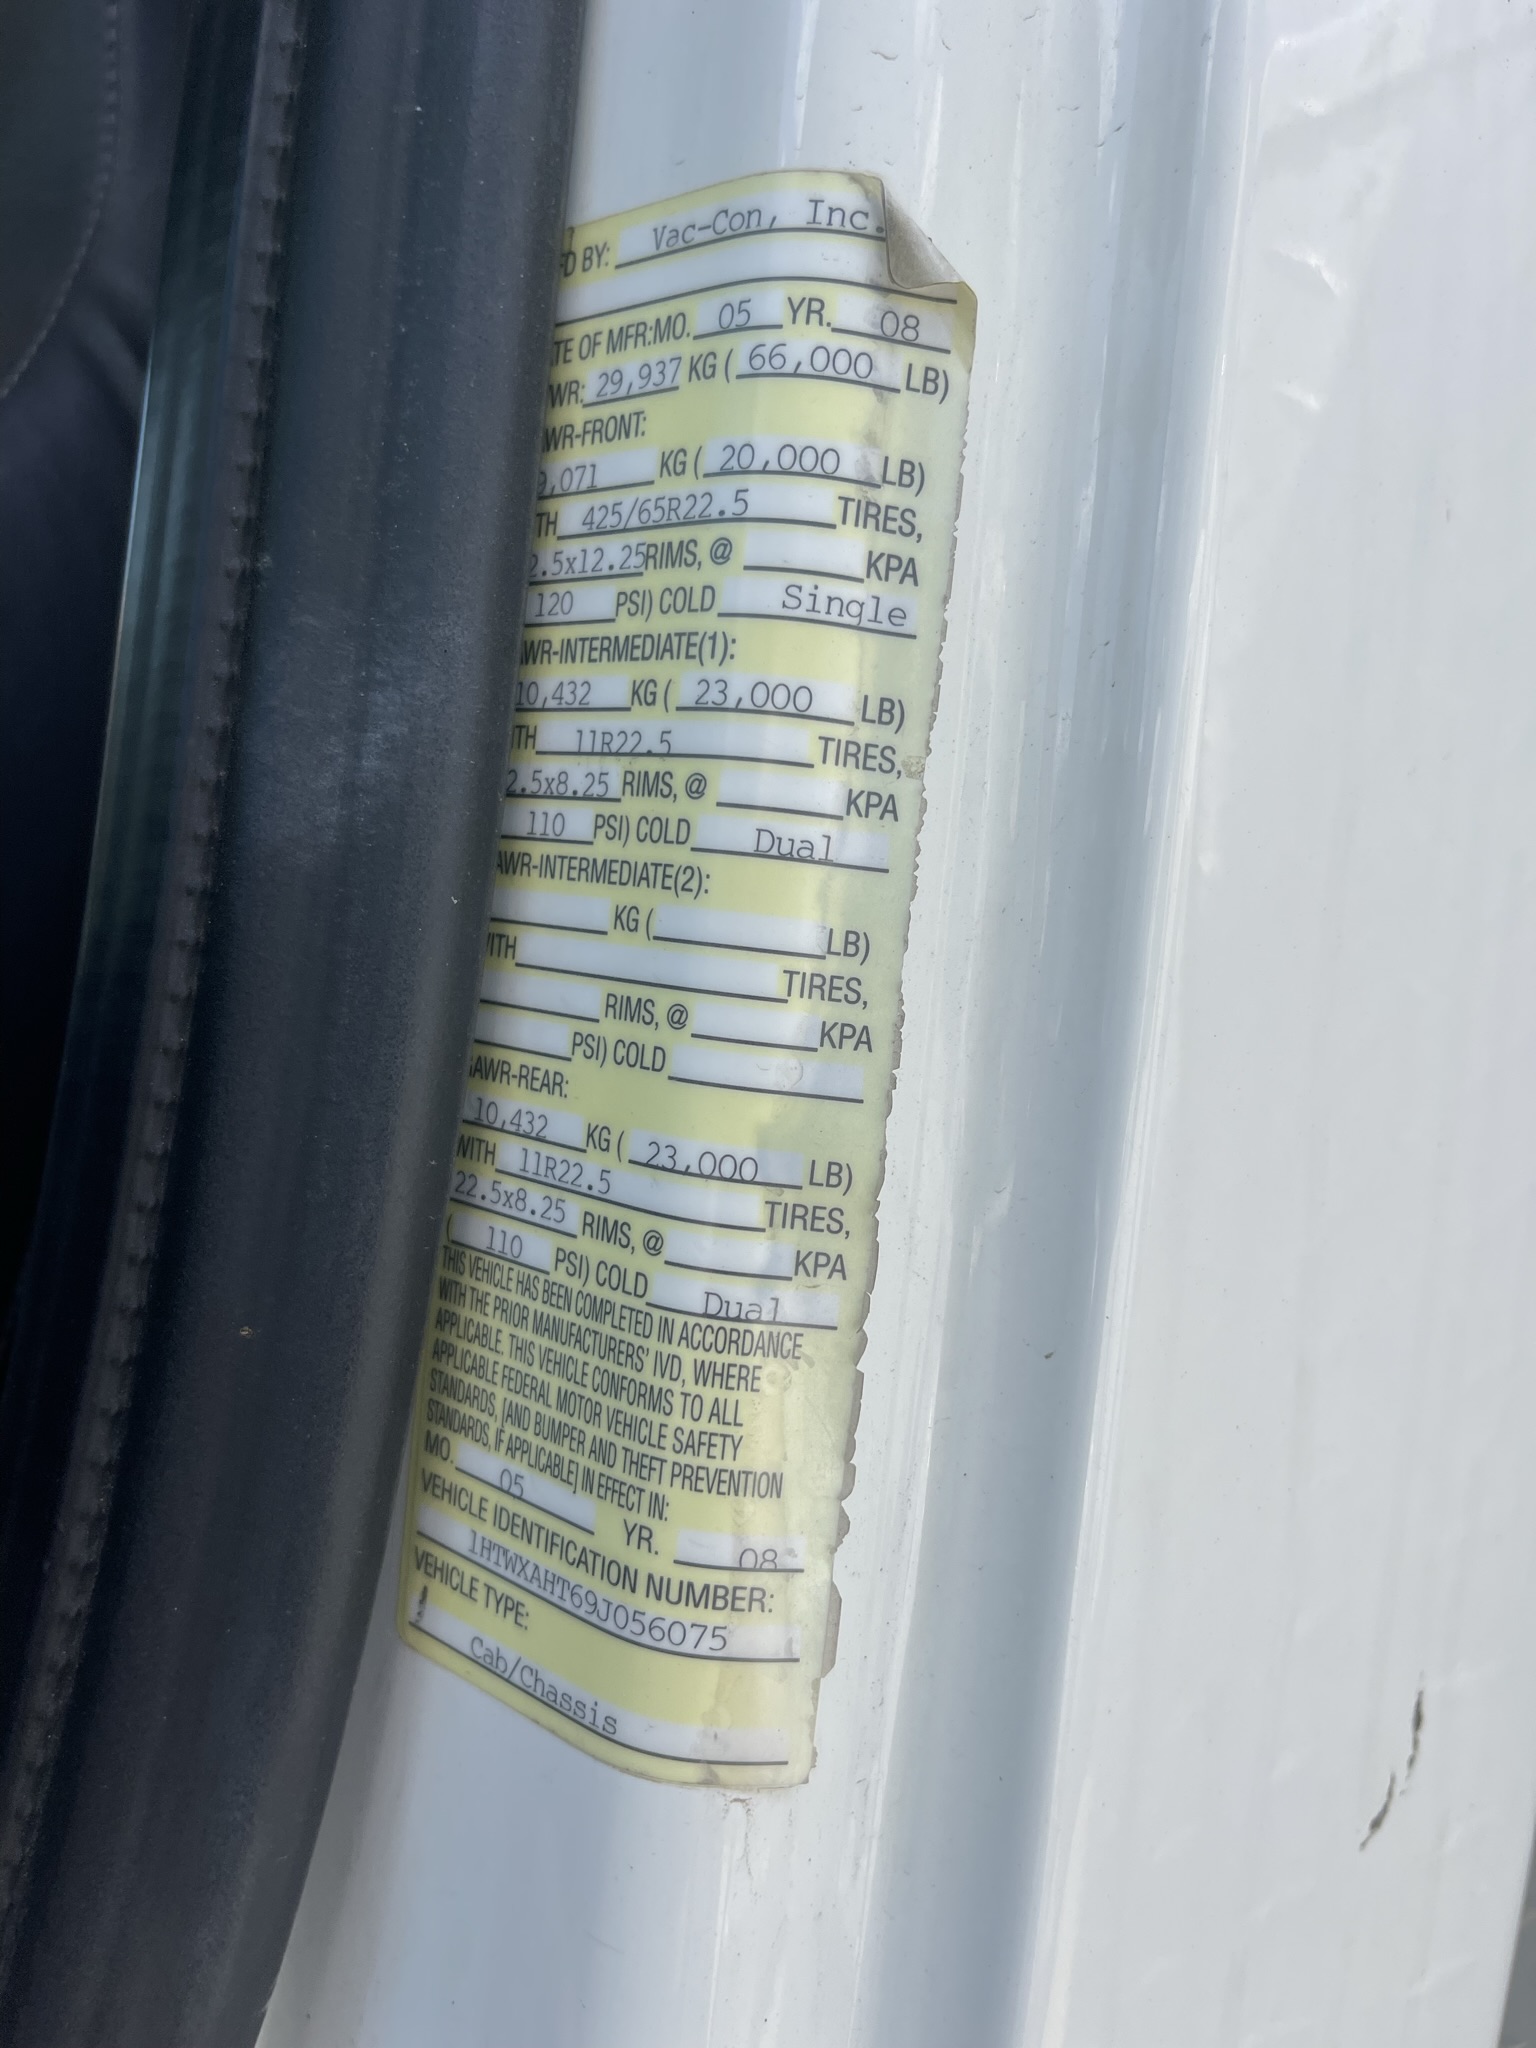 D BY: Vac-Con, Inc.
TE OF MFR:MO. 05 YR. 08
WR: 29,937 KG ( 66,000 LB)
WR-FRONT:
9,071 KG ( 20,000 LB)
TH 425/65R22.5 TIRES,
2.5x12.25 RIMS, @ KPA
120 PSI) COLD Single
AWR-INTERMEDIATE(1):
10,432 KG ( 23,000 LB)
ITH 11R22.5 TIRES,
2.5x8.25 RIMS, @ KPA
110 PSI) COLD Dual
AWR-INTERMEDIATE(2):
KG ( LB)
ITH TIRES,
RIMS, @ KPA
PSI) COLD
GAWR-REAR:
10,432 KG ( 23,000 LB)
WITH 11R22.5 TIRES,
22.5x8.25 RIMS, @ KPA
( 110 PSI) COLD Dual
THIS VEHICLE HAS BEEN COMPLETED IN ACCORDANCE
WITH THE PRIOR MANUFACTURERS' IVD, WHERE
APPLICABLE. THIS VEHICLE CONFORMS TO ALL
APPLICABLE FEDERAL MOTOR VEHICLE SAFETY
STANDARDS, [AND BUMPER AND THEFT PREVENTION
STANDARDS, IF APPLICABLE] IN EFFECT IN:
MO. 05 YR. 08
VEHICLE IDENTIFICATION NUMBER:
1HTWXAHT69J056075
VEHICLE TYPE:
Cab/Chassis